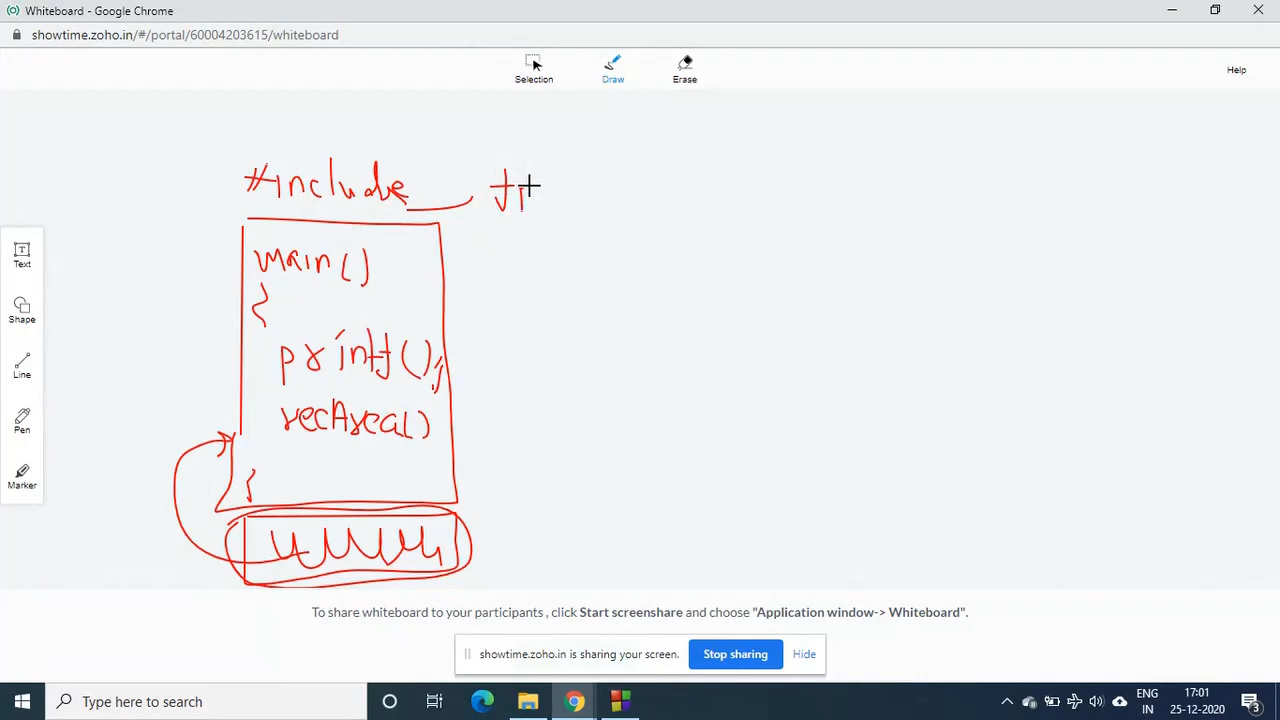 Whiteboard - Google Chrome
showtime.zoho.in/#/portal/60004203615/whiteboard
Selection
Draw
Erase
Help
Text
Shape
Line
Pen
Marker
#include
main()
{
printf();
recArea()
}
To share whiteboard to your participants , click Start screenshare and choose "Application window-> Whiteboard".
showtime.zoho.in is sharing your screen.
Stop sharing
Hide
Type here to search
ENG
IN
17:01
25-12-2020
3